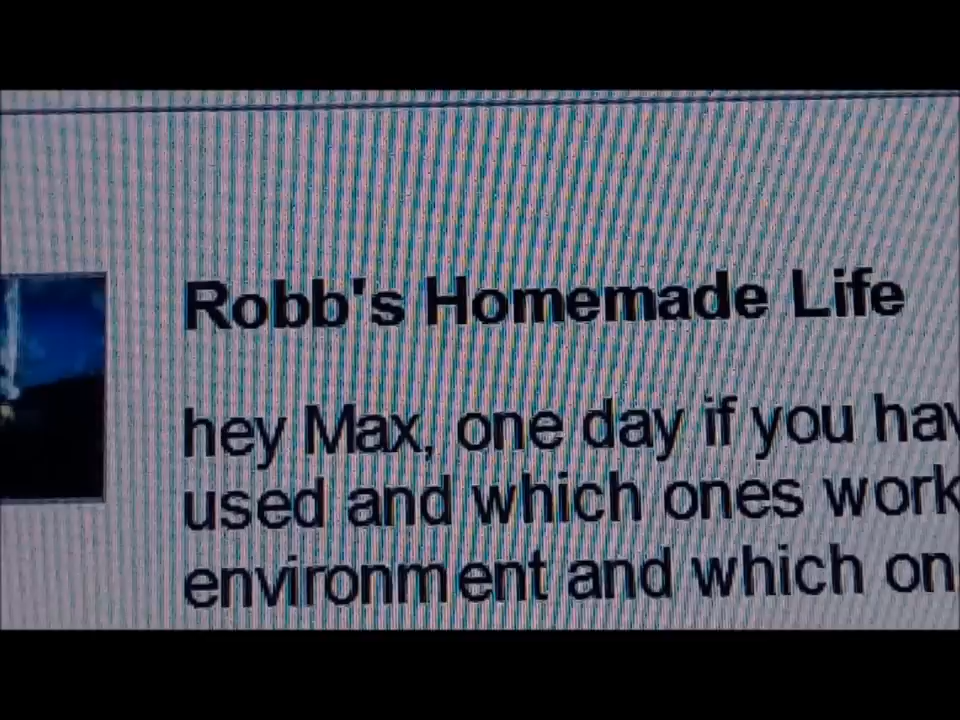 Robb's Homemade Life
hey Max, one day if you
used and which ones work
environment and which